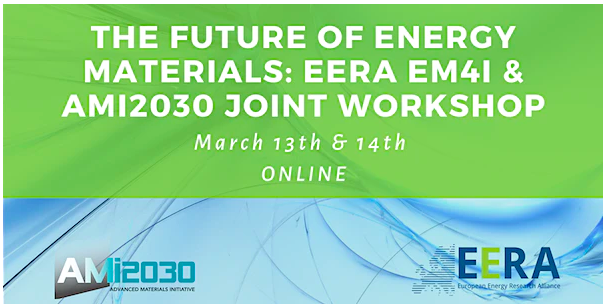 THE FUTURE OF ENERGY
MATERIALS: EERA EM4I &
AMI2030 JOINT WORKSHOP
March 13th & 14th
ONLINE
AMi2030
ADVANCED MATERIALS INITIATIVE
EERA
European Energy Research Alliance